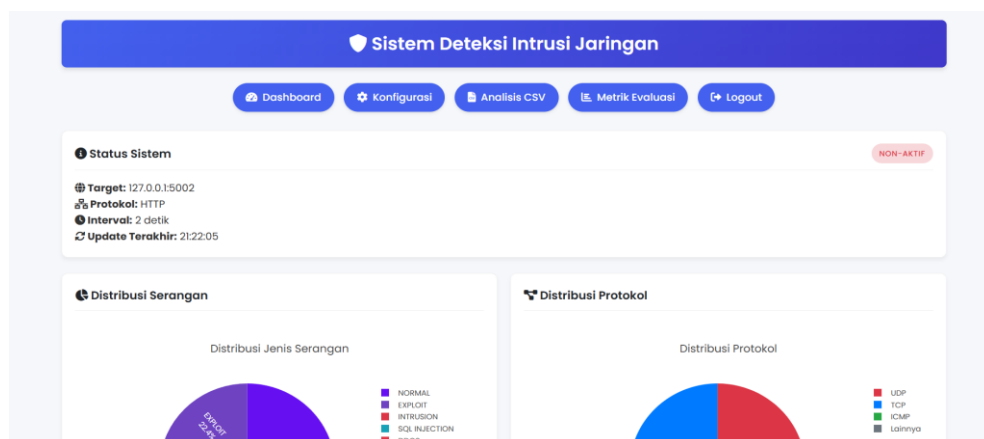 Sistem Deteksi Intrusi Jaringan
Dashboard
Konfigurasi
Analisis CSV
Metrik Evaluasi
Logout
Status Sistem
NON-AKTIF
Target: 127.0.0.1:5002
Protokol: HTTP
Interval: 2 detik
Update Terakhir: 21:22:05
Distribusi Serangan
Distribusi Jenis Serangan
EXPLOIT
22.4%
NORMAL
EXPLOIT
INTRUSION
SQL INJECTION
Distribusi Protokol
Distribusi Protokol
UDP
TCP
ICMP
Lainnya